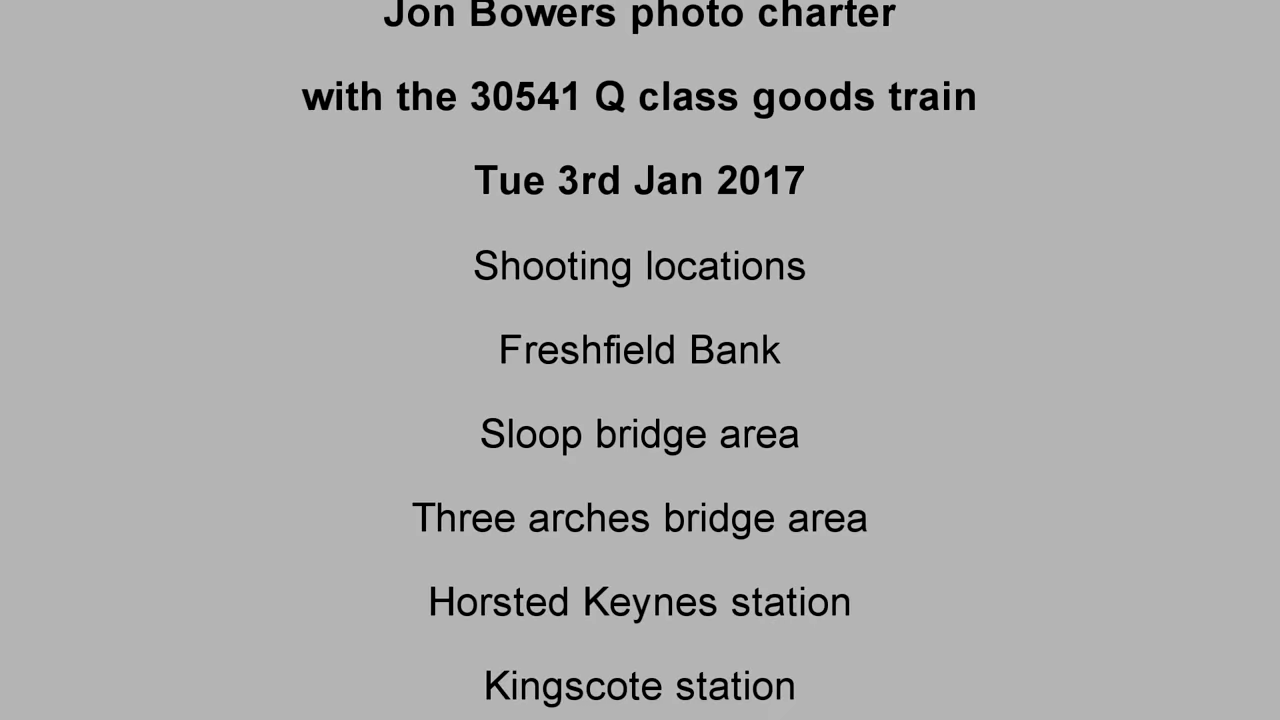 Jon Bowers photo charter
with the 30541 Q class goods train
Tue 3rd Jan 2017
Shooting locations
Freshfield Bank
Sloop bridge area
Three arches bridge area
Horsted Keynes station
Kingscote station